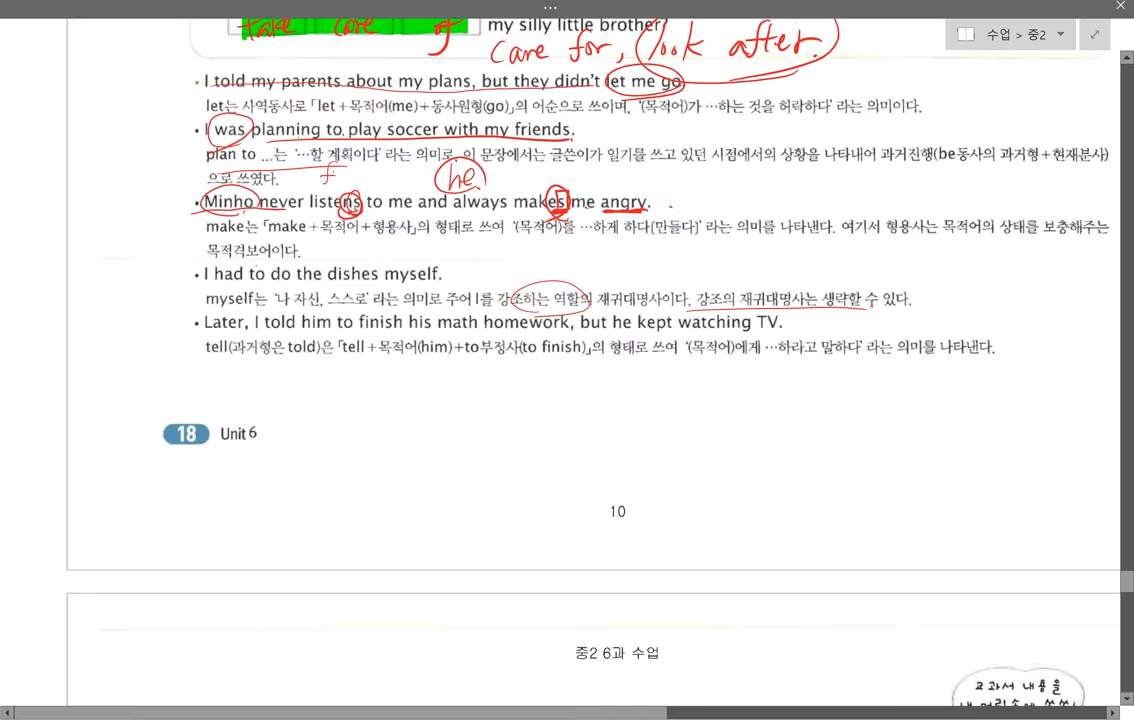 수업 > 중2
take care of
my silly little brother?
care for, look after.
• I told my parents about my plans, but they didn't let me go
let는 사역동사로 「let+목적어(me)+동사원형(go)」의 어순으로 쓰이며, '(목적어)가 …하는 것을 허락하다' 라는 의미이다.
• I was planning to play soccer with my friends.
plan to …는 '…할 계획이다' 라는 의미로, 이 문장에서는 글쓴이가 일기를 쓰고 있던 시점에서의 상황을 나타내어 과거진행(be동사의 과거형+현재분사)
으로 쓰였다.
he
• Minho never listens to me and always makes me angry.
make는 「make+목적어+형용사」의 형태로 쓰여 '(목적어)를 …하게 하다(만들다)' 라는 의미를 나타낸다. 여기서 형용사는 목적어의 상태를 보충해주는
목적격보어이다.
• I had to do the dishes myself.
myself는 '나 자신, 스스로' 라는 의미로 주어 I를 강조하는 역할의 재귀대명사이다. 강조의 재귀대명사는 생략할 수 있다.
• Later, I told him to finish his math homework, but he kept watching TV.
tell(과거형은 told)은 「tell+목적어(him)+to부정사(to finish)」의 형태로 쓰여 '(목적어)에게 …하라고 말하다' 라는 의미를 나타낸다.
18 Unit 6
10
중2 6과 수업
교과서 내용을